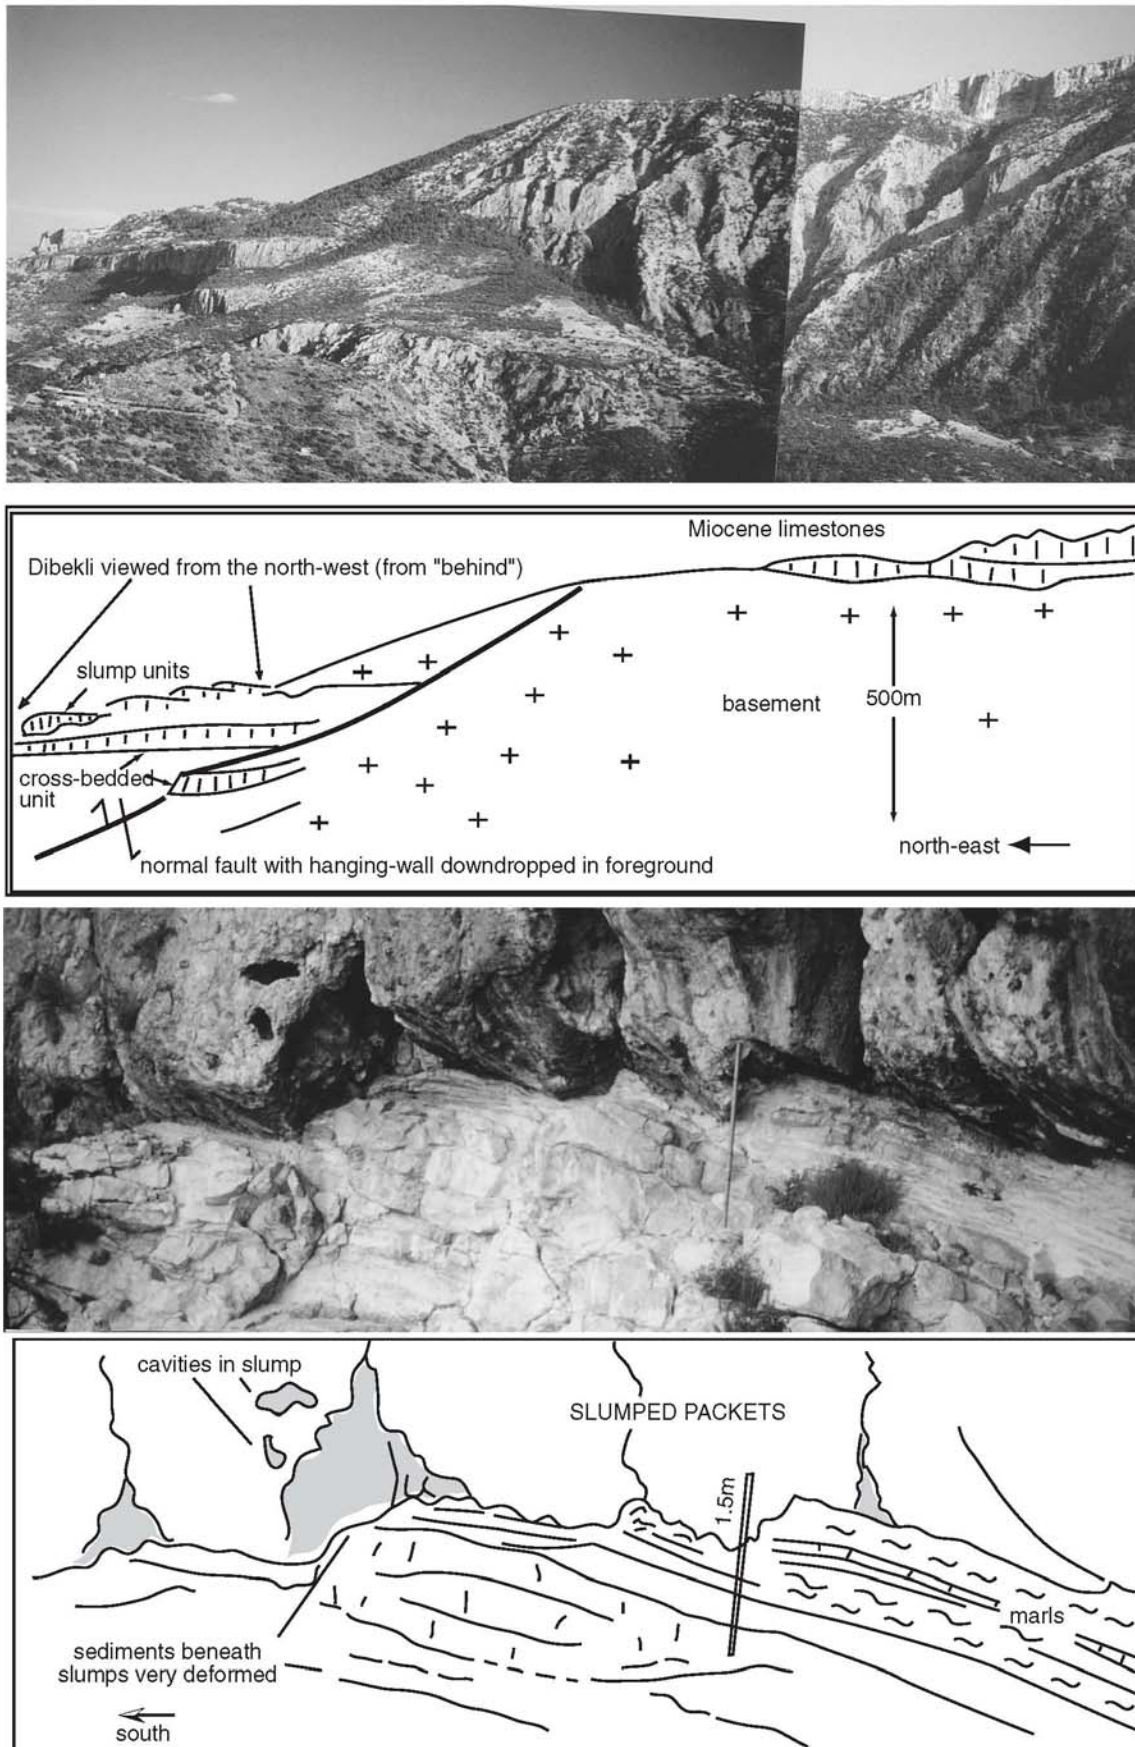 Miocene limestones
Dibekli viewed from the north-west (from "behind")
slump units
basement
500m
cross-bedded
unit
north-east
normal fault with hanging-wall downdropped in foreground
cavities in slump
SLUMPED PACKETS
1.5m
marls
sediments beneath
slumps very deformed
south